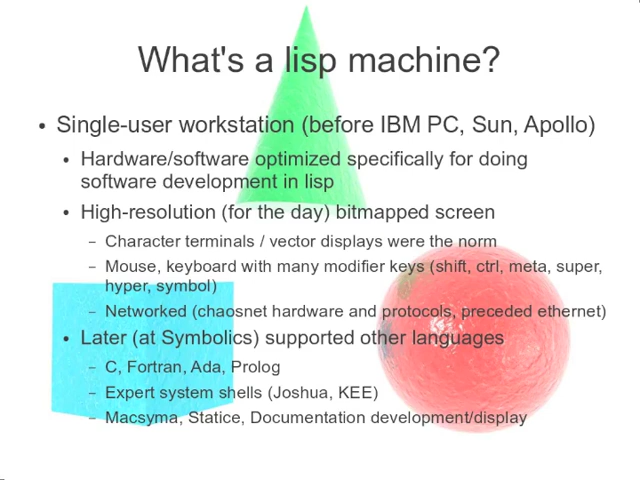 What's a lisp machine?
● Single-user workstation (before IBM PC, Sun, Apollo)
● Hardware/software optimized specifically for doing
software development in lisp
● High-resolution (for the day) bitmapped screen
– Character terminals / vector displays were the norm
– Mouse, keyboard with many modifier keys (shift, ctrl, meta, super,
hyper, symbol)
– Networked (chaosnet hardware and protocols, preceded ethernet)
● Later (at Symbolics) supported other languages
– C, Fortran, Ada, Prolog
– Expert system shells (Joshua, KEE)
– Macsyma, Statice, Documentation development/display